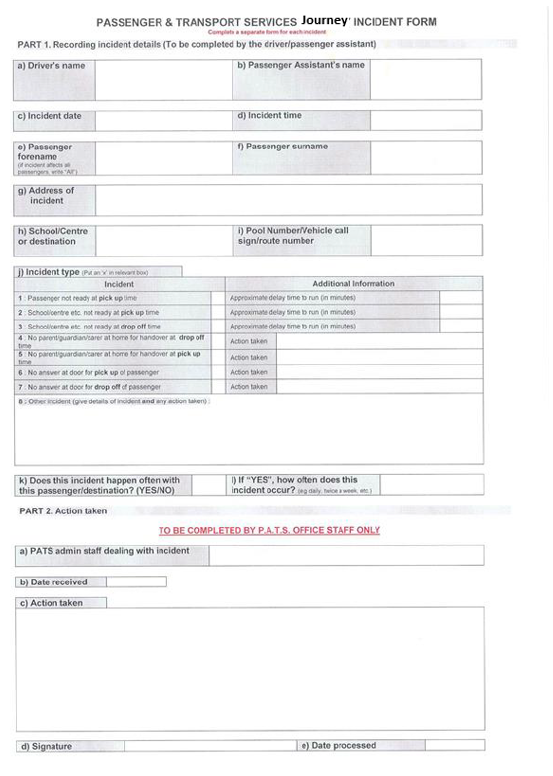 PASSENGER & TRANSPORT SERVICES Journey' INCIDENT FORM
Complete a separate form for each incident
PART 1. Recording incident details (To be completed by the driver/passenger assistant)
a) Driver's name
b) Passenger Assistant's name
c) Incident date
d) Incident time
e) Passenger
forename
(if incident affects all
passengers, write "All")
f) Passenger surname
g) Address of
incident
h) School/Centre
or destination
i) Pool Number/Vehicle call
sign/route number
j) Incident type (Put an 'x' in relevant box)
Incident
Additional Information
1 : Passenger not ready at pick up time
Approximate delay time to run (in minutes)
2 : School/centre etc. not ready at pick up time
Approximate delay time to run (in minutes)
3 : School/centre etc. not ready at drop off time
Approximate delay time to run (in minutes)
4 : No parent/guardian/carer at home for handover at drop off
time
Action taken
5 : No parent/guardian/carer at home for handover at pick up
time
Action taken
6 : No answer at door for pick up of passenger
Action taken
7 : No answer at door for drop off of passenger
Action taken
8 : Other incident (give details of incident and any action taken) :
k) Does this incident happen often with
this passenger/destination? (YES/NO)
l) If "YES", how often does this
incident occur? (eg daily, twice a week, etc.)
PART 2. Action taken
TO BE COMPLETED BY P.A.T.S. OFFICE STAFF ONLY
a) PATS admin staff dealing with incident
b) Date received
c) Action taken
d) Signature
e) Date processed